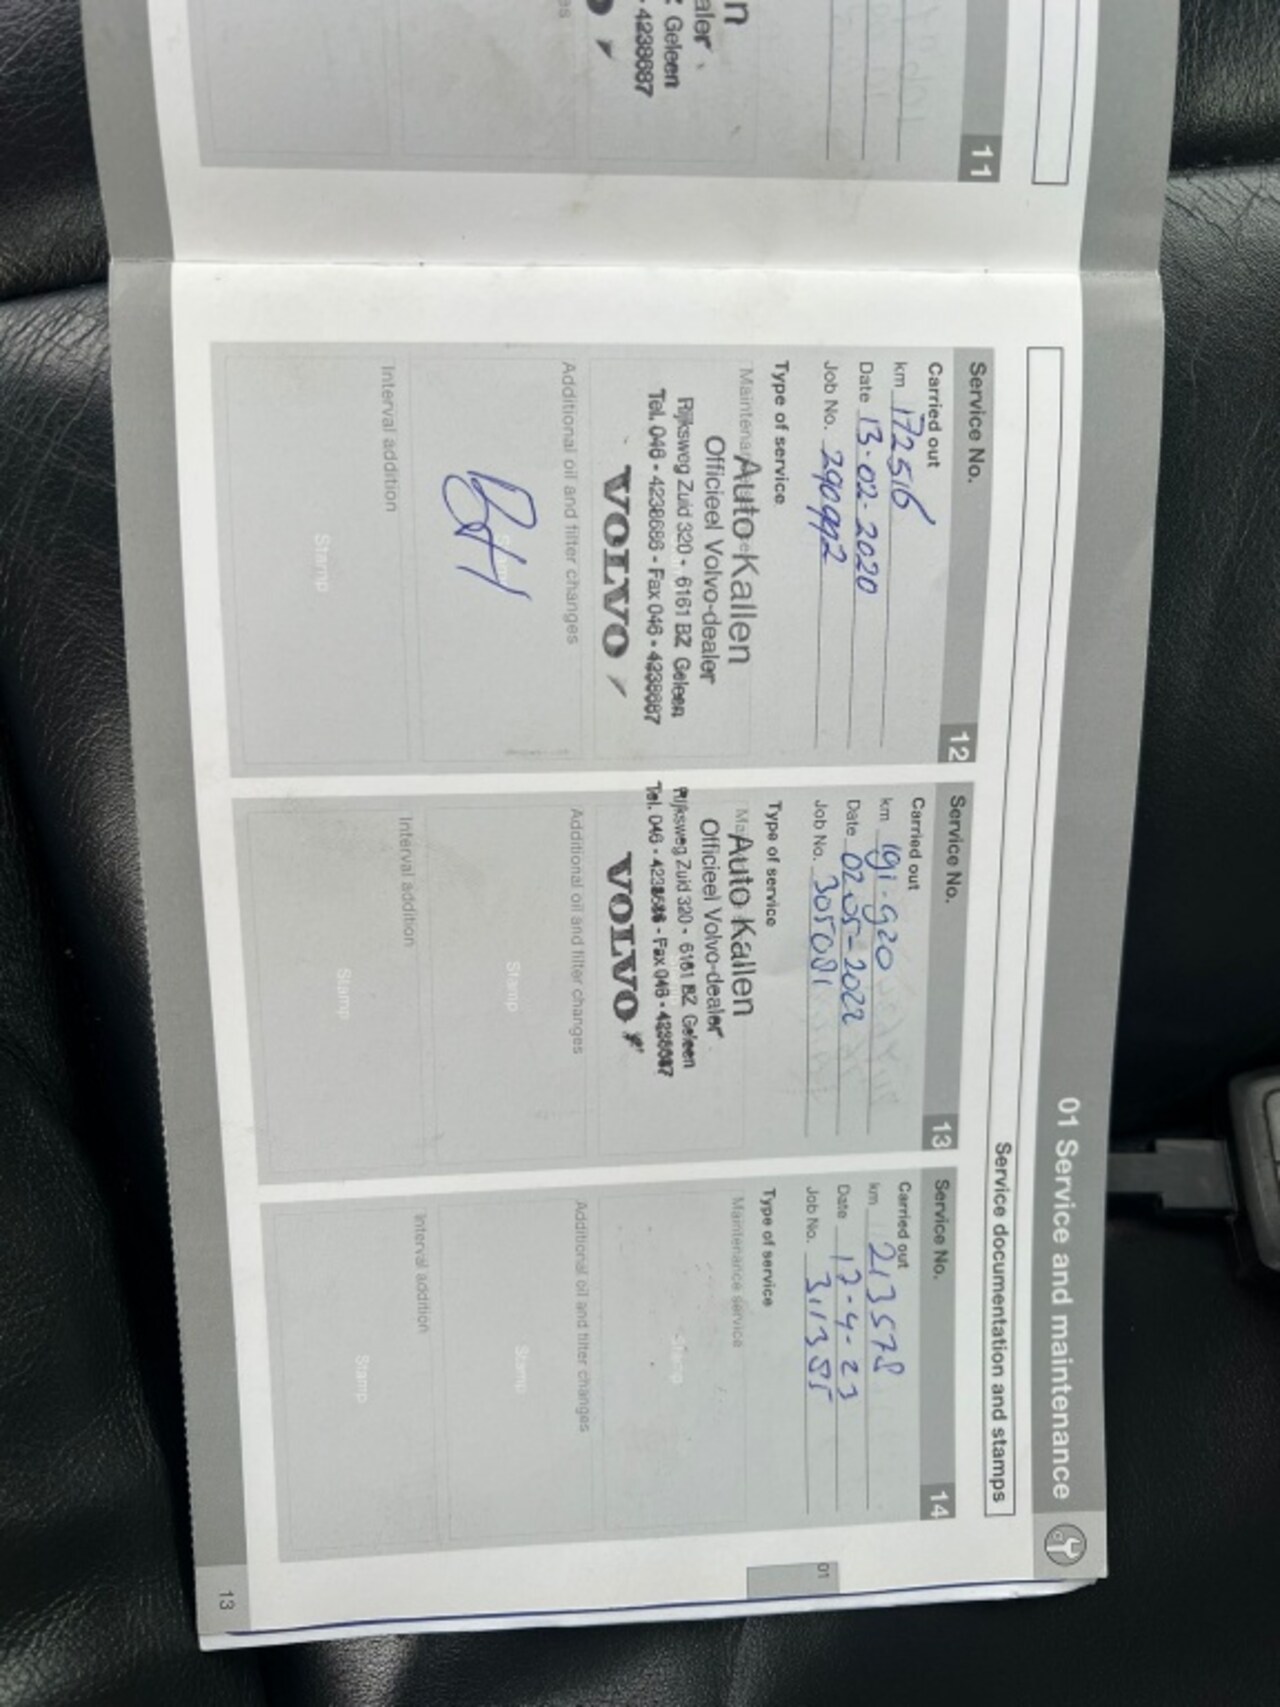 n
aler
Z Geleen
4238687
11
01 Service and maintenance
Service documentation and stamps
Service No. 12
Carried out
km 172516
Date 13-02-2020
Job No. 290992
Type of service
Auto Kallen
Officieel Volvo-dealer
Rijksweg Zuid 320 - 6161 BZ Geleen
Tel. 046 - 4238686 - Fax 046 - 4238687
VOLVO
Additional oil and filter changes
Stamp
Interval addition
Stamp
Service No. 13
Carried out
km 191.920
Date 02-05-2022
Job No. 305081
Type of service
Auto Kallen
Officieel Volvo-dealer
Rijksweg Zuid 320 - 6161 BZ Geleen
Tel. 046 - 4238686 - Fax 046 - 4238687
VOLVO
Additional oil and filter changes
Stamp
Interval addition
Stamp
Service No. 14
Carried out
km 213578
Date 17-4-23
Job No. 311385
Type of service
Maintenance service
Stamp
Additional oil and filter changes
Stamp
Interval addition
Stamp
01
13